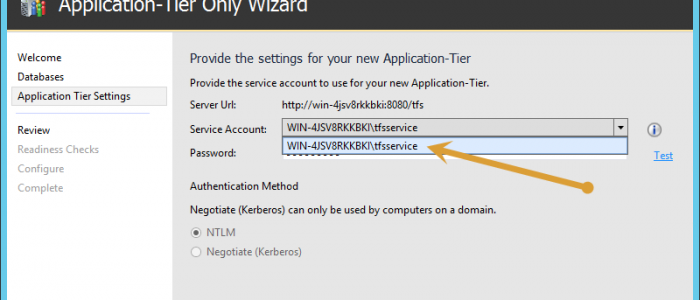 Application-Tier Only Wizard
Welcome
Databases
Application Tier Settings
Review
Readiness Checks
Configure
Complete
Provide the settings for your new Application-Tier
Provide the service account to use for your new Application-Tier.
Server Url: http://win-4jsv8rkkbki:8080/tfs
Service Account: WIN-4JSV8RKKBKI\tfsservice
WIN-4JSV8RKKBKI\tfsservice
Password: Test
Authentication Method
Negotiate (Kerberos) can only be used by computers on a domain.
NTLM
Negotiate (Kerberos)